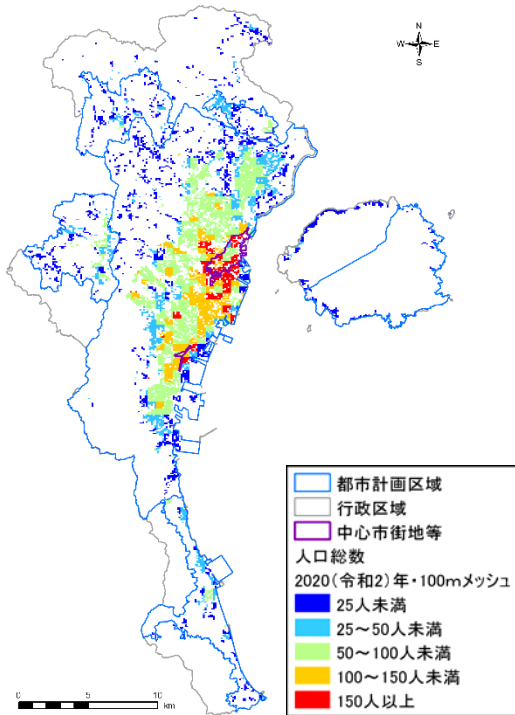 N
W E
S
都市計画区域
行政区域
中心市街地等
人口総数
2020(令和2)年・100mメッシュ
25人未満
25～50人未満
50～100人未満
100～150人未満
150人以上
0 5 10
km